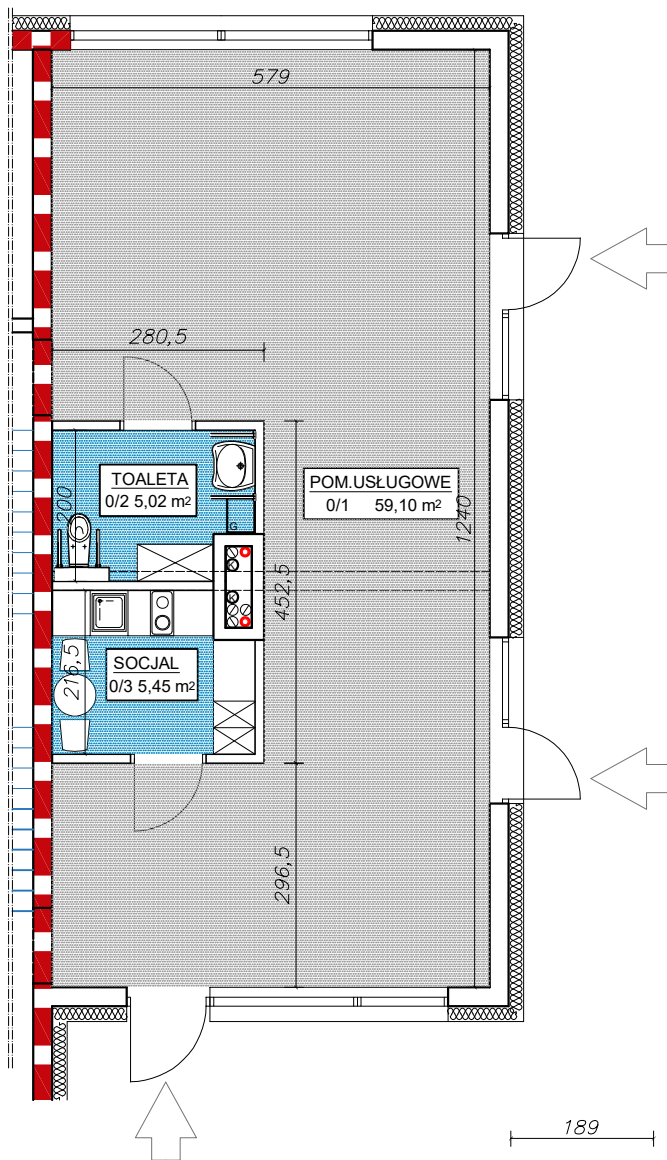 579
280,5
TOALETA
0/2 5,02 m²
200
G
POM.USŁUGOWE
0/1 59,10 m²
1240
452,5
SOCJAL
0/3 5,45 m²
216,5
296,5
189